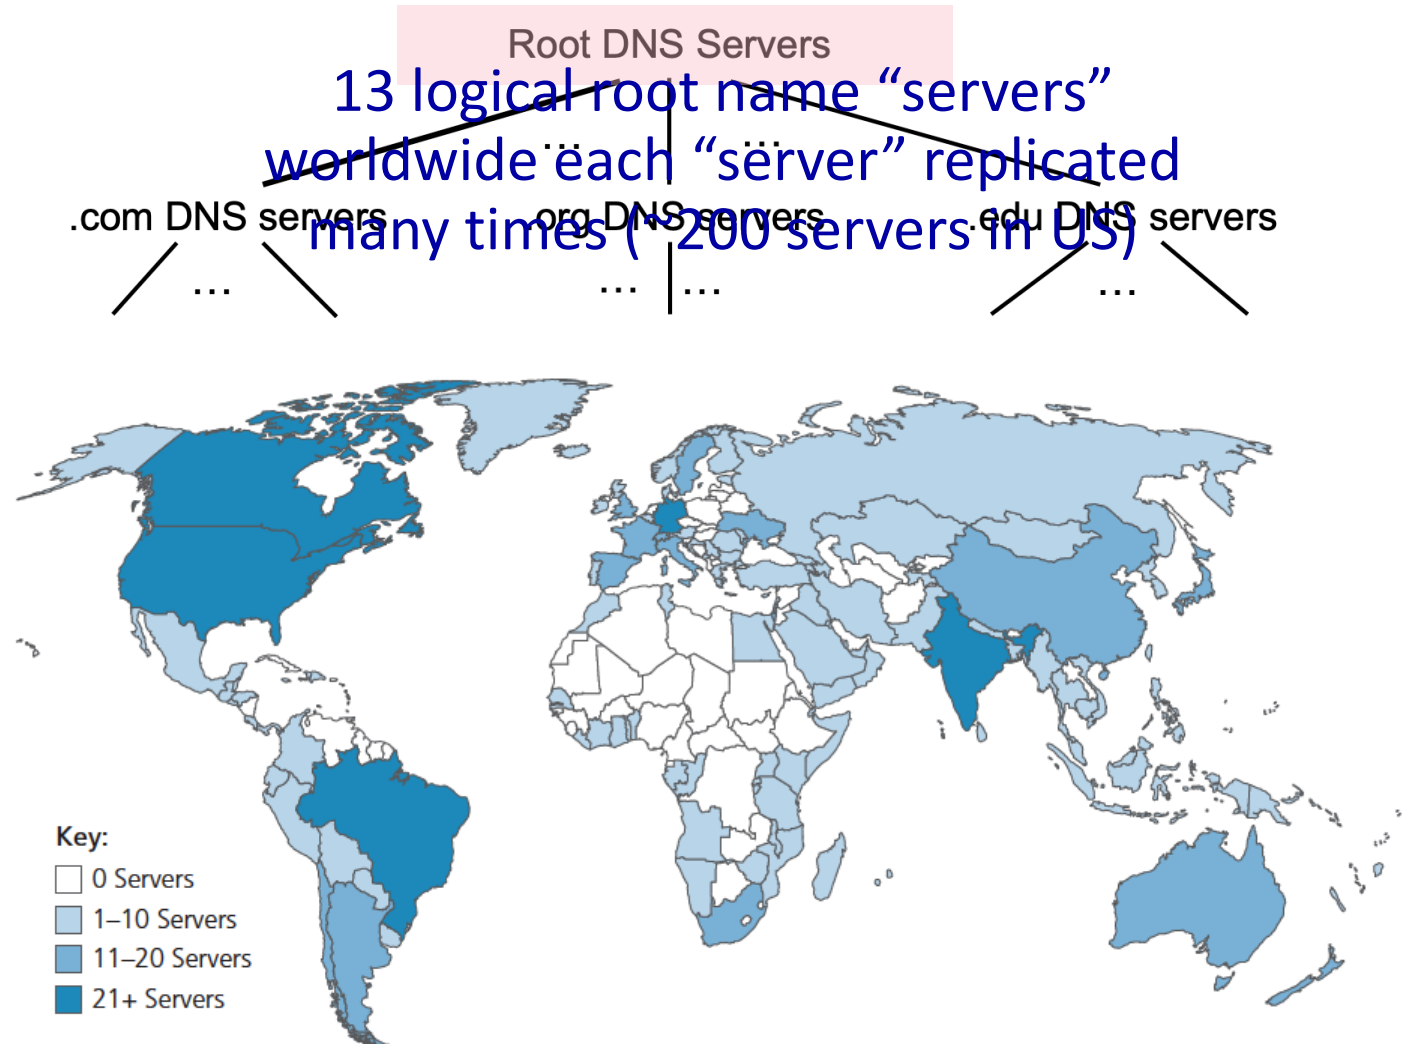 Root DNS Servers
13 logical root name “servers”
worldwide each “server” replicated
many times (~200 servers in US)
… …
.com DNS servers .org DNS servers .edu DNS servers
… … … …
Key:
0 Servers
1–10 Servers
11–20 Servers
21+ Servers